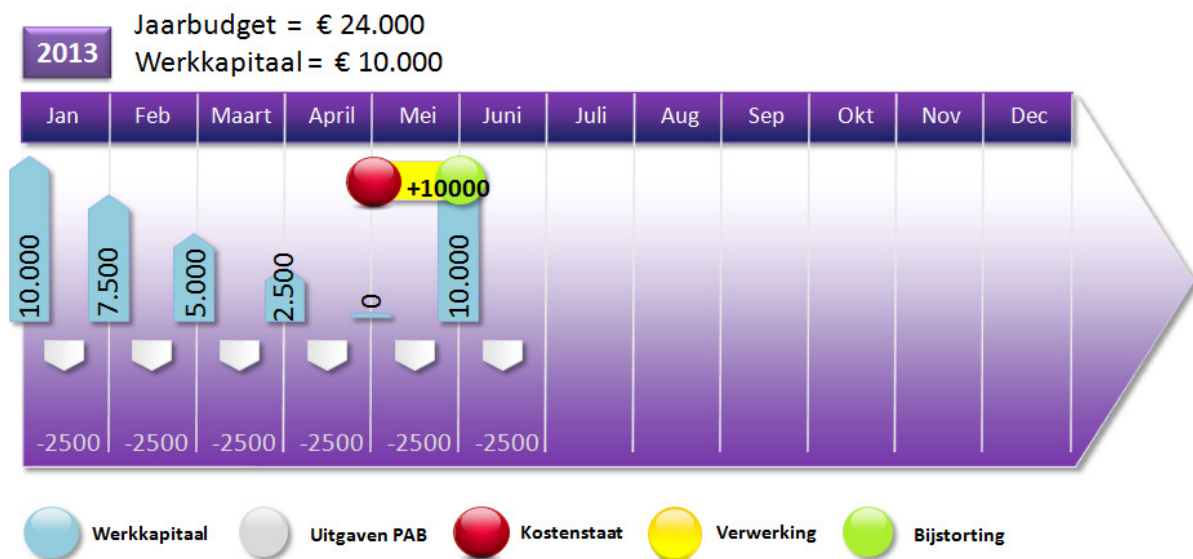 2013
Jaarbudget = € 24.000
Werkkapitaal = € 10.000
Jan Feb Maart April Mei Juni Juli Aug Sep Okt Nov Dec
+10000
10.000 7.500 5.000 2.500 0 10.000
-2500 -2500 -2500 -2500 -2500 -2500
Werkkapitaal Uitgaven PAB Kostenstaat Verwerking Bijstorting